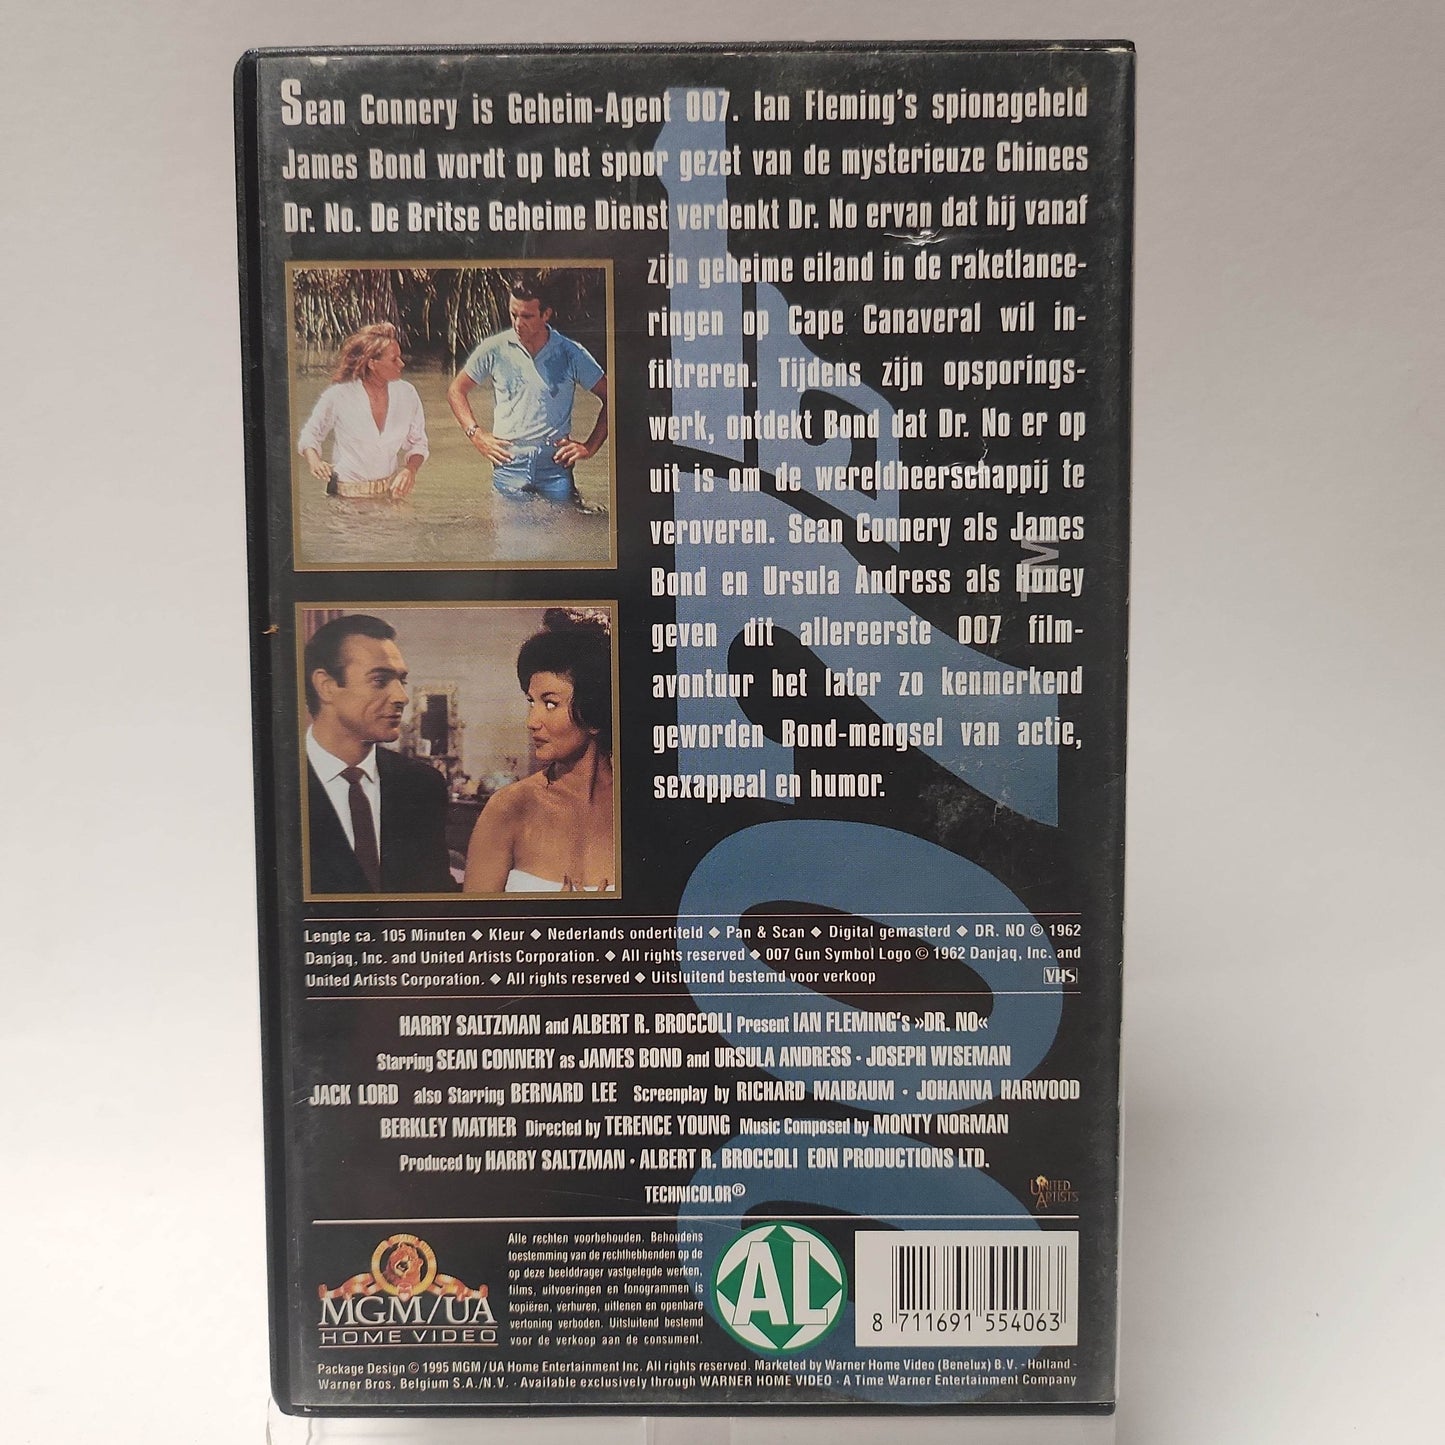 Sean Connery is Geheim-Agent 007. Ian Fleming's spionageheld
James Bond wordt op het spoor gezet van de mysterieuze Chinees
Dr. No. De Britse Geheime Dienst verdenkt Dr. No ervan dat hij vanaf
zijn geheime eiland in de raketlance-
ringen op Cape Canaveral wil in-
filtreren. Tijdens zijn opsporings-
werk, ontdekt Bond dat Dr. No er op
uit is om de wereldheerschappij te
veroveren. Sean Connery als James
Bond en Ursula Andress als Honey
geven dit allereerste 007 film-
avontuur het later zo kenmerkend
geworden Bond-mengsel van actie,
sexappeal en humor.
Lengte ca. 105 Minuten ◆ Kleur ◆ Nederlands ondertiteld ◆ Pan & Scan ◆ Digital gemasterd ◆ DR. NO © 1962
Danjaq, Inc. and United Artists Corporation. ◆ All rights reserved ◆ 007 Gun Symbol Logo © 1962 Danjaq, Inc. and
United Artists Corporation. ◆ All rights reserved ◆ Uitsluitend bestemd voor verkoop
VHS
HARRY SALTZMAN and ALBERT R. BROCCOLI Present IAN FLEMING's »DR. NO«
Starring SEAN CONNERY as JAMES BOND and URSULA ANDRESS · JOSEPH WISEMAN
JACK LORD also Starring BERNARD LEE Screenplay by RICHARD MAIBAUM · JOHANNA HARWOOD
BERKLEY MATHER Directed by TERENCE YOUNG Music Composed by MONTY NORMAN
Produced by HARRY SALTZMAN · ALBERT R. BROCCOLI EON PRODUCTIONS LTD.
TECHNICOLOR®
UNITED
ARTISTS
MGM/UA
HOME VIDEO
Alle rechten voorbehouden. Behoudens
toestemming van de rechthebbenden op de
op deze beelddrager vastgelegde werken,
films, uitvoeringen en fonogrammen is
kopiëren, verhuren, uitlenen en openbare
vertoning verboden. Uitsluitend bestemd
voor de verkoop aan de consument.
AL
8 711691 554063
Package Design © 1995 MGM/UA Home Entertainment Inc. All rights reserved. Marketed by Warner Home Video (Benelux) B.V. - Holland -
Warner Bros. Belgium S.A./N.V. · Available exclusively through WARNER HOME VIDEO · A Time Warner Entertainment Company